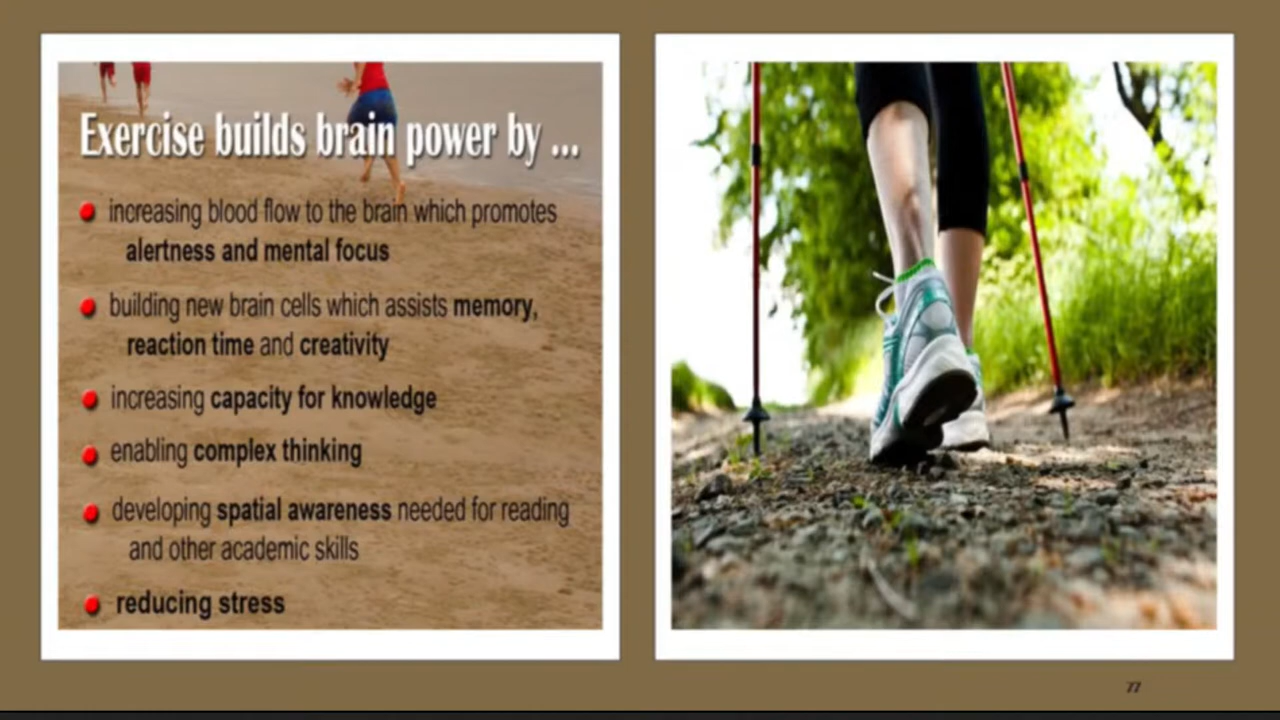 Exercise builds brain power by ...
increasing blood flow to the brain which promotes
alertness and mental focus
building new brain cells which assists memory,
reaction time and creativity
increasing capacity for knowledge
enabling complex thinking
developing spatial awareness needed for reading
and other academic skills
reducing stress
77